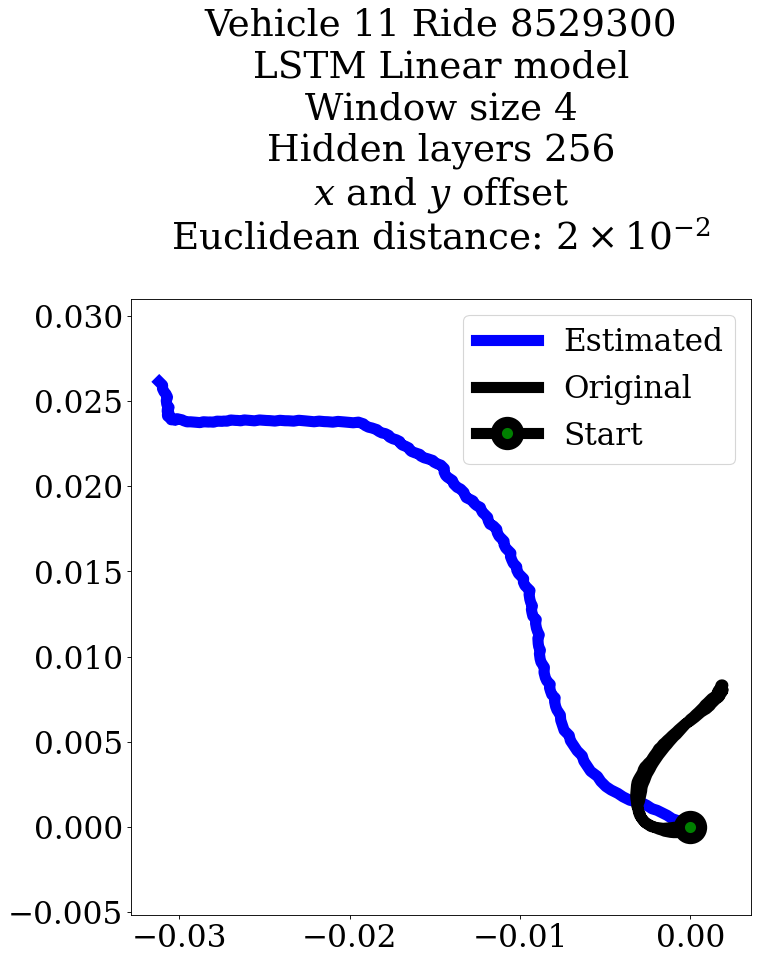 Vehicle 11 Ride 8529300
LSTM Linear model
Window size 4
Hidden layers 256
x and y offset
Euclidean distance: 2 × 10⁻²
Estimated
Original
Start
0.030
0.025
0.020
0.015
0.010
0.005
0.000
−0.005
−0.03 −0.02 −0.01 0.00